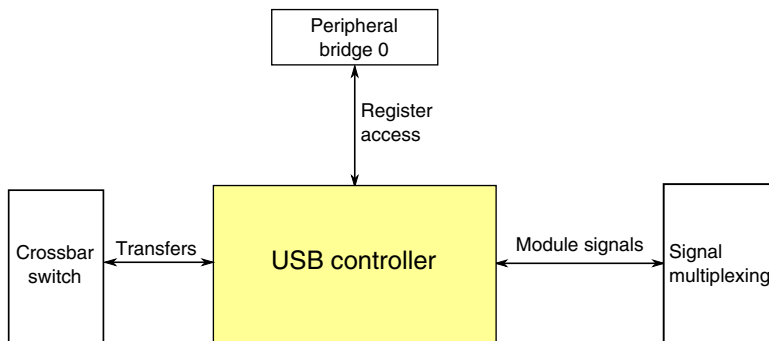 Peripheral
bridge 0
Register
access
Crossbar
switch
Transfers
USB controller
Module signals
Signal
multiplexing